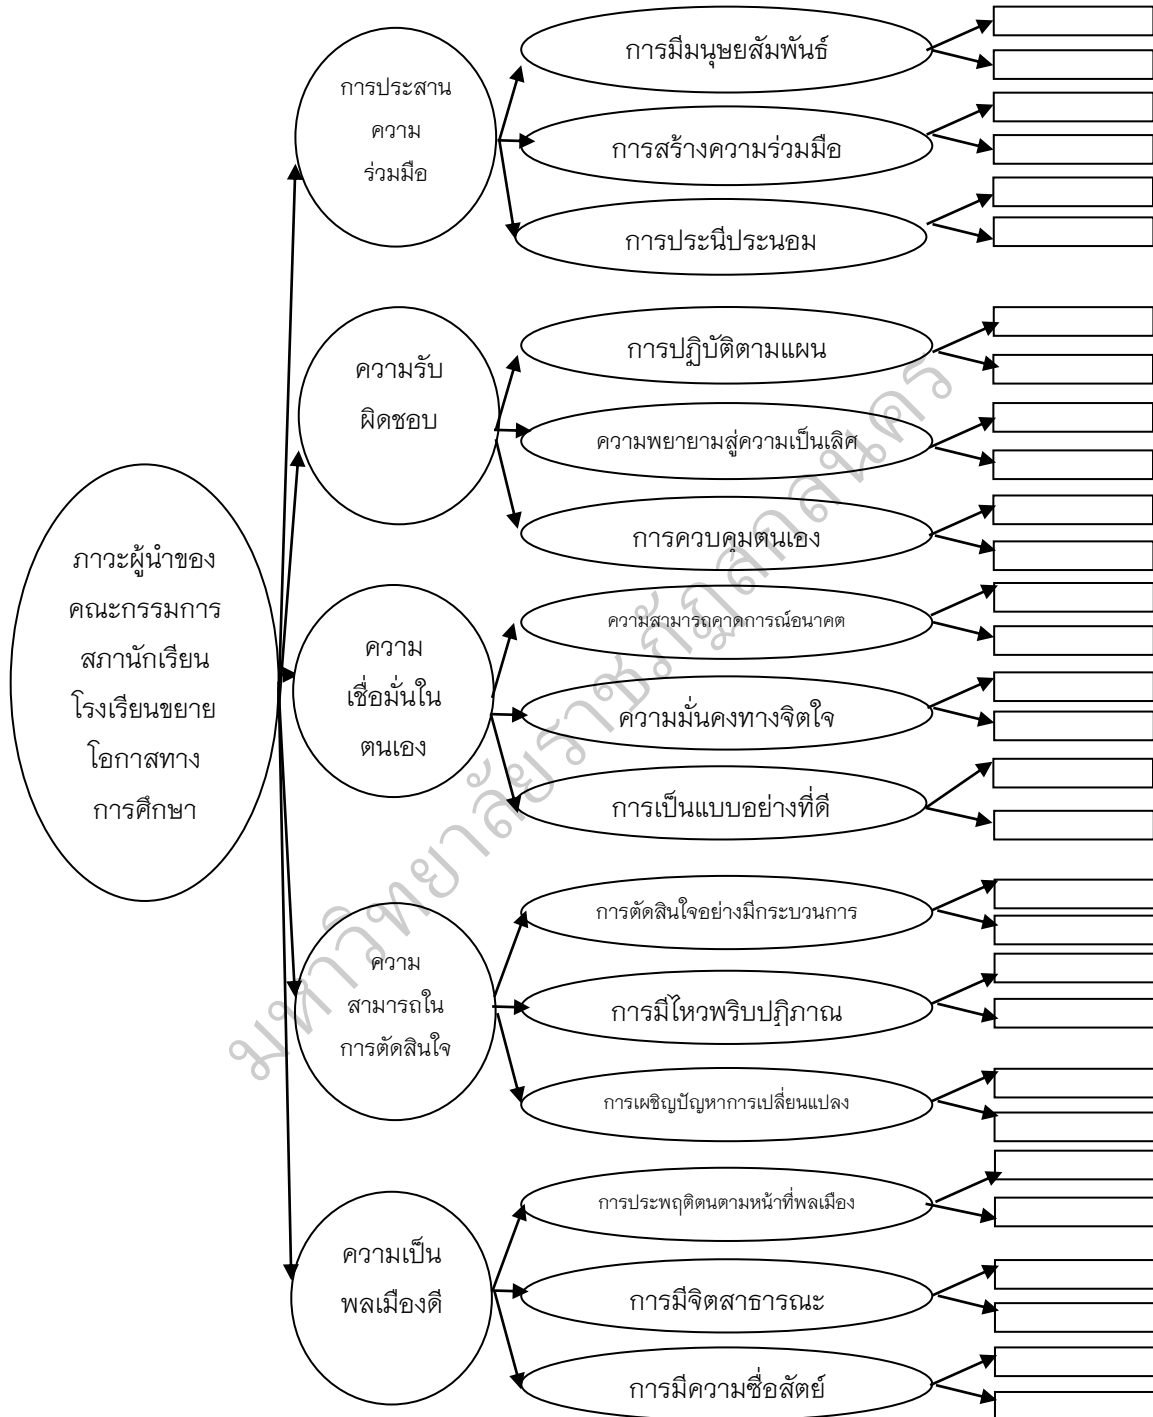 ภาวะผู้นำของ
คณะกรรมการ
สภานักเรียน
โรงเรียนขยาย
โอกาสทาง
การศึกษา
การประสาน
ความ
ร่วมมือ
การมีมนุษยสัมพันธ์
การสร้างความร่วมมือ
การประนีประนอม
ความรับ
ผิดชอบ
การปฏิบัติตามแผน
ความพยายามสู่ความเป็นเลิศ
การควบคุมตนเอง
ความ
เชื่อมั่นใน
ตนเอง
ความสามารถคาดการณ์อนาคต
ความมั่นคงทางจิตใจ
การเป็นแบบอย่างที่ดี
ความ
สามารถใน
การตัดสินใจ
การตัดสินใจอย่างมีกระบวนการ
การมีไหวพริบปฏิภาณ
การเผชิญปัญหาการเปลี่ยนแปลง
ความเป็น
พลเมืองดี
การประพฤติตนตามหน้าที่พลเมือง
การมีจิตสาธารณะ
การมีความซื่อสัตย์
มหาวิทยาลัยราชภัฏสกลนคร